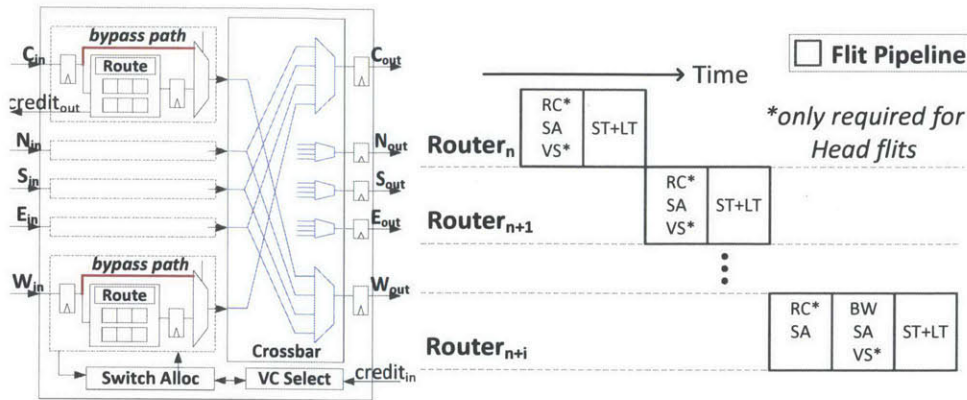 bypass path
C_in
Route
credit_out
N_in
S_in
E_in
bypass path
W_in
Route
Switch Alloc
VC Select
Crossbar
credit_in
C_out
N_out
S_out
E_out
W_out
Time
Flit Pipeline
*only required for
Head flits
Router_n
RC*
SA
VS*
ST+LT
Router_n+1
RC*
SA
VS*
ST+LT
Router_n+i
RC*
SA
BW
SA
VS*
ST+LT